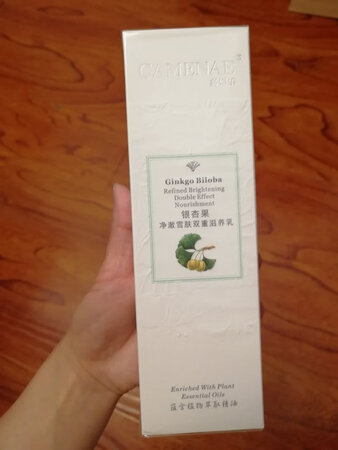 CAMENAE
Ginkgo Biloba
Refined Brightening
Double Effect
Nourishment
银杏果
净澈雪肤双重滋养乳
Enriched With Plant
Essential Oils
蕴含植物萃取精油